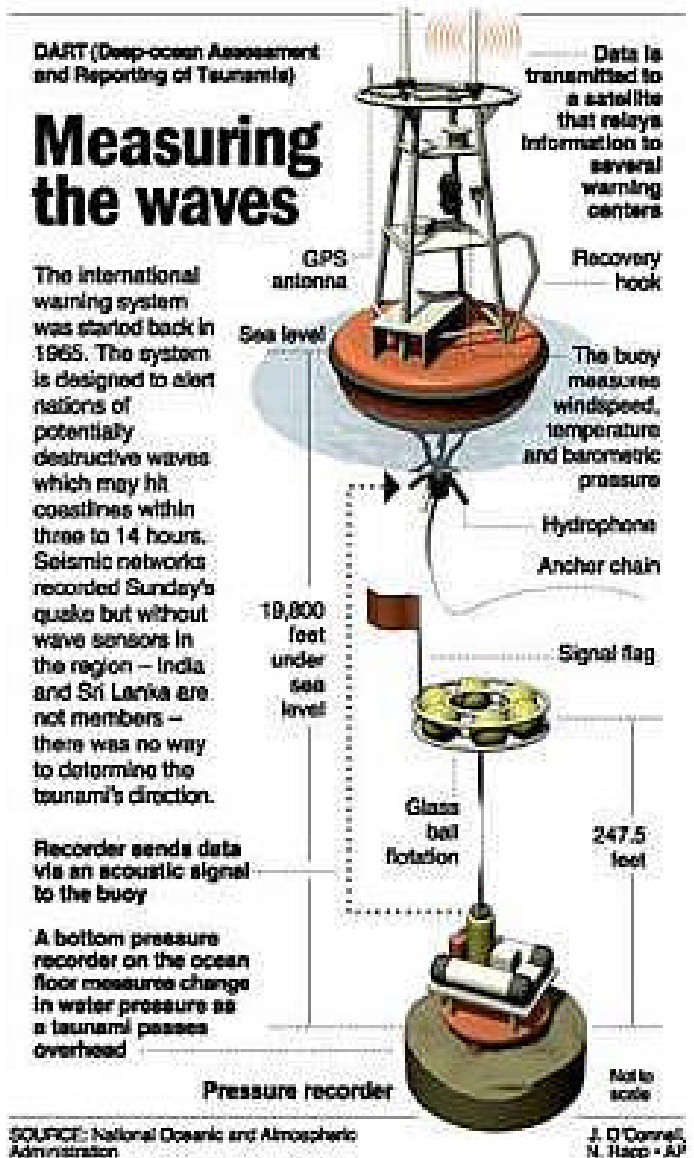 DART (Deep-ocean Assessment
and Reporting of Tsunamis)
Measuring
the waves
The international
warning system
was started back in
1965. The system
is designed to alert
nations of
potentially
destructive waves
which may hit
coastlines within
three to 14 hours.
Seismic networks
recorded Sunday's
quake but without
wave sensors in
the region – India
and Sri Lanka are
not members –
there was no way
to determine the
tsunami's direction.
Recorder sends data
via an acoustic signal
to the buoy
A bottom pressure
recorder on the ocean
floor measures change
in water pressure as
a tsunami passes
overhead
Data is
transmitted to
a satellite
that relays
information to
several
warning
centers
GPS
antenna
Recovery
hook
Sea level
The buoy
measures
windspeed,
temperature
and barometric
pressure
Hydrophone
Anchor chain
19,800
feet
under
sea
level
Signal flag
Glass
ball
flotation
247.5
feet
Pressure recorder
Not to
scale
SOURCE: National Oceanic and Atmospheric
Administration
J. O'Connell,
N. Rapp • AP